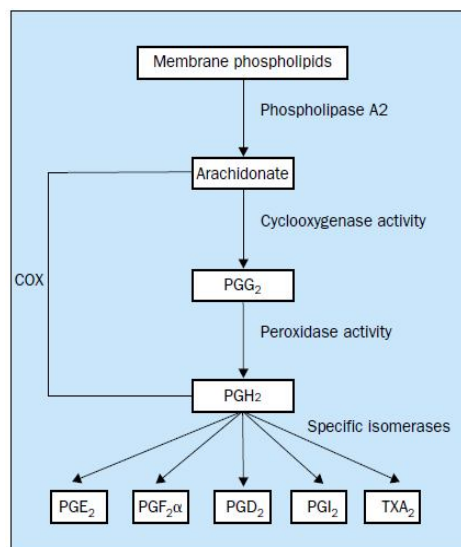 Membrane phospholipids
Phospholipase A2
Arachidonate
Cyclooxygenase activity
COX
PGG₂
Peroxidase activity
PGH₂
Specific isomerases
PGE₂ PGF₂α PGD₂ PGI₂ TXA₂